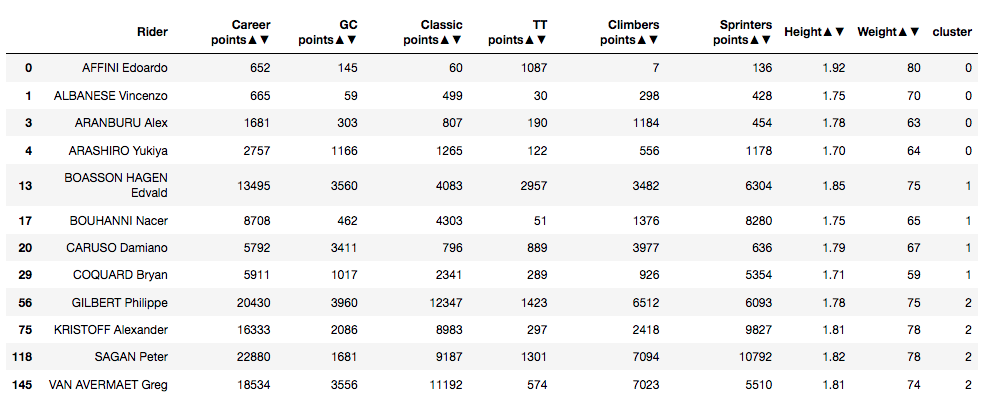 Rider Career points▲▼ GC points▲▼ Classic points▲▼ TT points▲▼ Climbers points▲▼ Sprinters points▲▼ Height▲▼ Weight▲▼ cluster
0 AFFINI Edoardo 652 145 60 1087 7 136 1.92 80 0
1 ALBANESE Vincenzo 665 59 499 30 298 428 1.75 70 0
3 ARANBURU Alex 1681 303 807 190 1184 454 1.78 63 0
4 ARASHIRO Yukiya 2757 1166 1265 122 556 1178 1.70 64 0
13 BOASSON HAGEN Edvald 13495 3560 4083 2957 3482 6304 1.85 75 1
17 BOUHANNI Nacer 8708 462 4303 51 1376 8280 1.75 65 1
20 CARUSO Damiano 5792 3411 796 889 3977 636 1.79 67 1
29 COQUARD Bryan 5911 1017 2341 289 926 5354 1.71 59 1
56 GILBERT Philippe 20430 3960 12347 1423 6512 6093 1.78 75 2
75 KRISTOFF Alexander 16333 2086 8983 297 2418 9827 1.81 78 2
118 SAGAN Peter 22880 1681 9187 1301 7094 10792 1.82 78 2
145 VAN AVERMAET Greg 18534 3556 11192 574 7023 5510 1.81 74 2